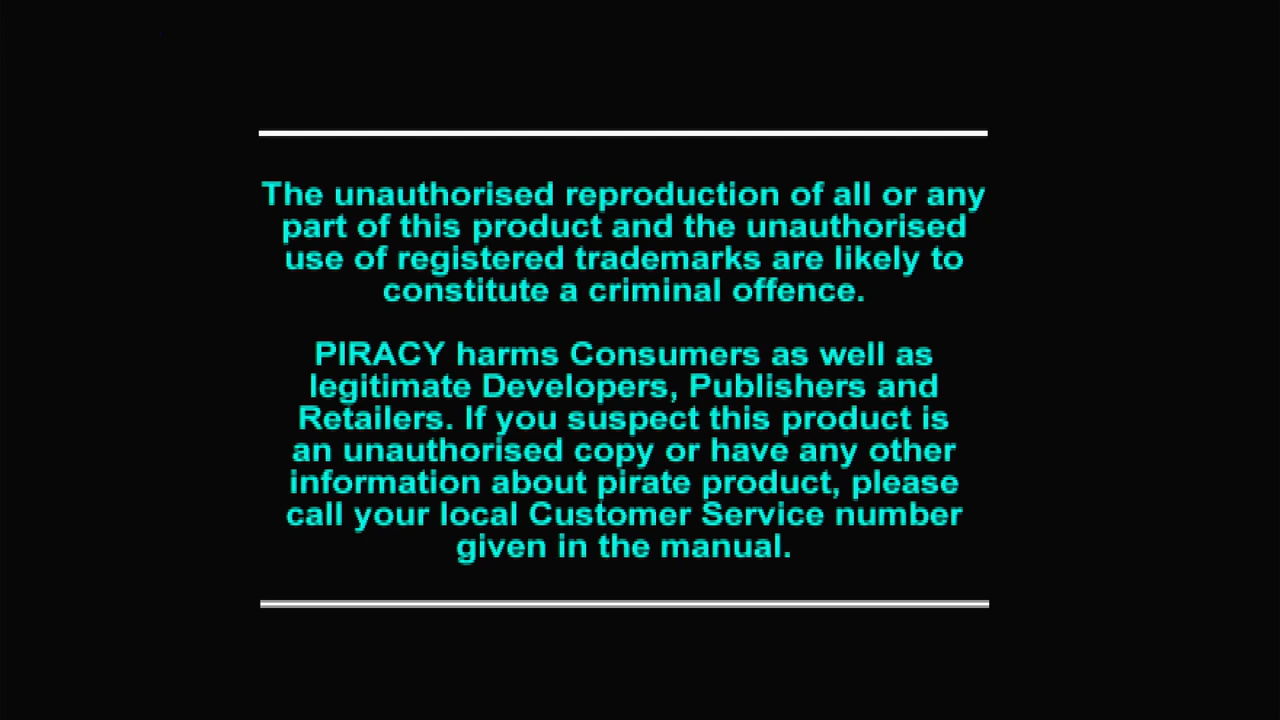 The unauthorised reproduction of all or any
part of this product and the unauthorised
use of registered trademarks are likely to
constitute a criminal offence.
PIRACY harms Consumers as well as
legitimate Developers, Publishers and
Retailers. If you suspect this product is
an unauthorised copy or have any other
information about pirate product, please
call your local Customer Service number
given in the manual.